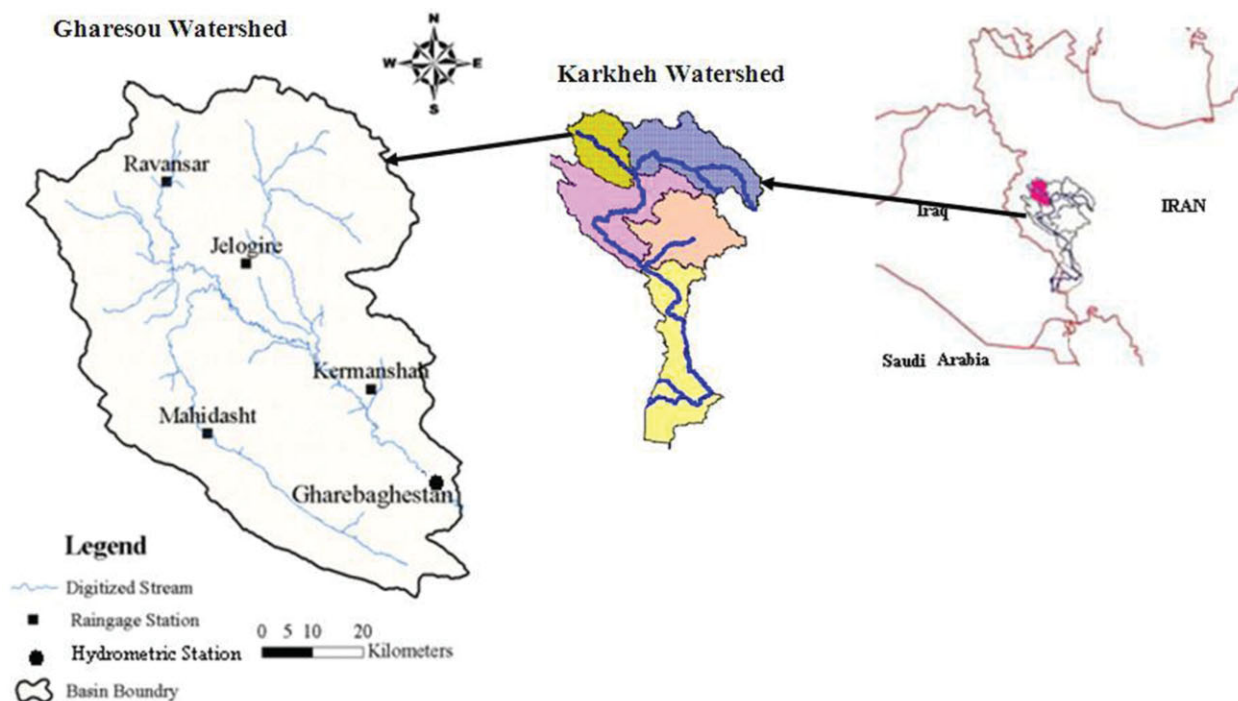 Gharesou Watershed
N
W E
S
Karkheh Watershed
Ravansar
Jelogire
Kermanshah
Mahidasht
Gharebaghestan
Iraq
IRAN
Saudi Arabia
Legend
Digitized Stream
Raingage Station
Hydrometric Station
Basin Boundry
0 5 10 20
Kilometers